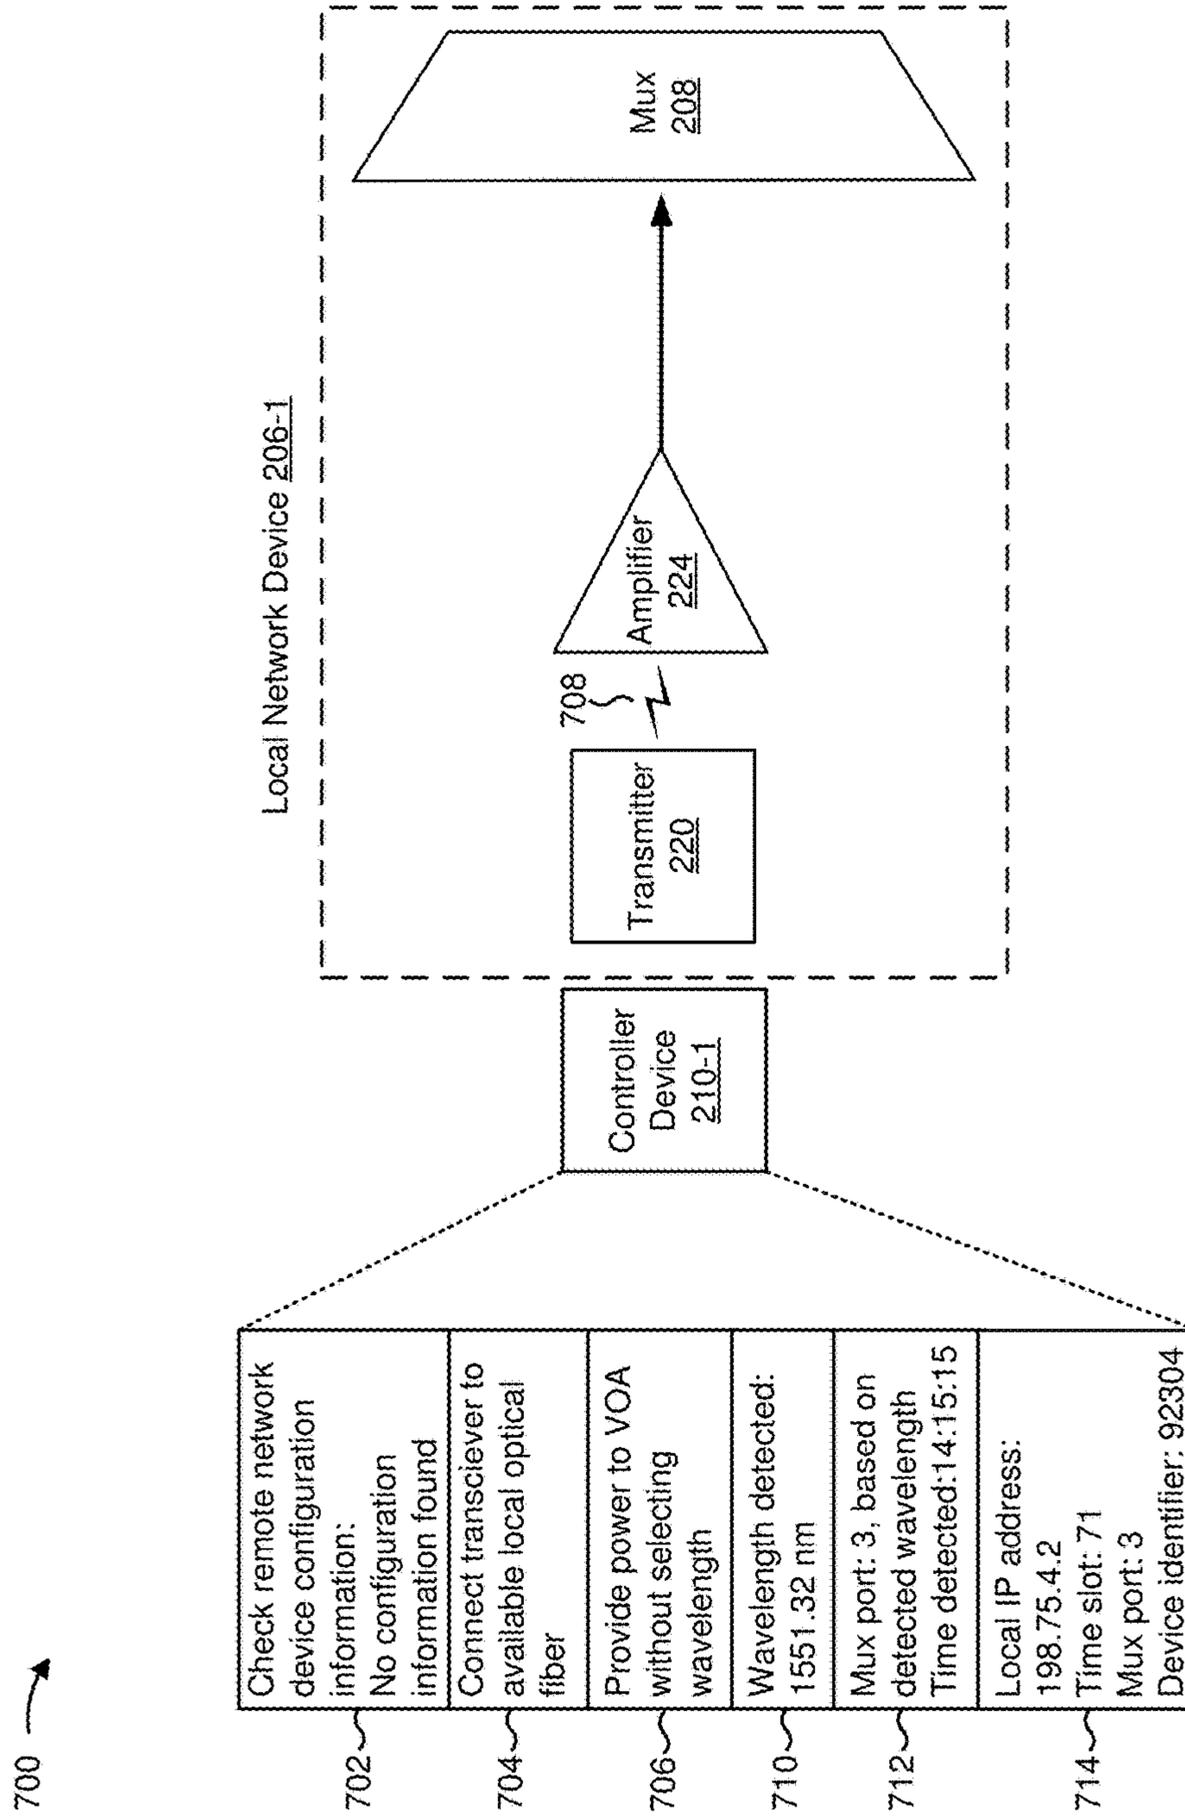 700
Local Network Device 206-1
702
Check remote network
device configuration
information:
No configuration
information found
704
Connect transciever to
available local optical
fiber
706
Provide power to VOA
without selecting
wavelength
710
Wavelength detected:
1551.32 nm
712
Mux port: 3, based on
detected wavelength
Time detected:14:15:15
714
Local IP address:
198.75.4.2
Time slot: 71
Mux port: 3
Device identifier: 92304
Controller
Device
210-1
Transmitter
220
708
Amplifier
224
Mux
208